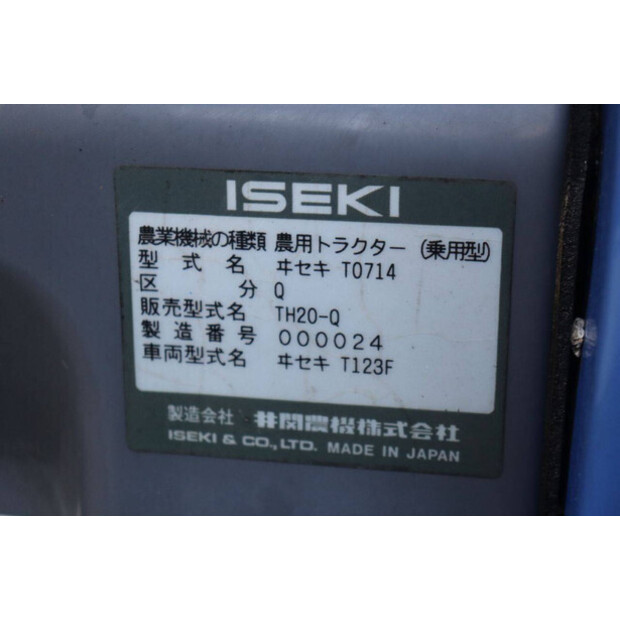 ISEKI
農業機械の種類 農用トラクター (乗用型)
型式名 ヰセキ T0714
区分 Q
販売型式名 TH20-Q
製造番号 000024
車両型式名 ヰセキ T123F
製造会社 井関農機株式会社
ISEKI & CO., LTD. MADE IN JAPAN